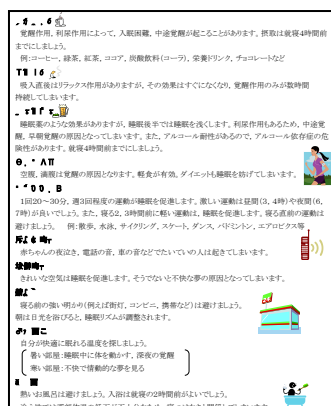 覚醒作用、利尿作用によって、入眠困難、中途覚醒が起こることがあります。摂取は就寝4時間前
までにしましょう。
例:コーヒー、緑茶、紅茶、ココア、炭酸飲料(コーラ)、栄養ドリンク、チョコレートなど
吸入直後はリラックス作用がありますが、その効果はすぐになくなり、覚醒作用のみが数時間
持続してしまいます。
睡眠薬のような効果がありますが、睡眠後半では睡眠を浅くします。利尿作用もあるため、中途覚
醒、早朝覚醒の原因となってしまいます。また、アルコール耐性があるので、アルコール依存症の危
険性があります。就寝4時間前までにしましょう。
空腹、満腹は覚醒の原因となります。軽食が有効。ダイエットも睡眠を妨げてしまいます。
1回20～30分、週3回程度の運動が睡眠を促進します。激しい運動は昼間(3、4時)や夜間(6、
7時)が良いでしょう。また、寝る2、3時間前に軽い運動は、睡眠を促進します。寝る直前の運動は
避けましょう。 例:散歩、水泳、サイクリング、スケート、ダンス、バドミントン、エアロビクス等
赤ちゃんの夜泣き、電話の音、車の音などでたいていの人は起きてしまいます。
きれいな空気は睡眠を促進します。そうでないと不快な夢の原因となってしまいます。
寝る前の強い明かり(例えば街灯、コンビニ、携帯など)は避けましょう。
朝は日光を浴びると、睡眠リズムが調整されます。
自分が快適に眠れる温度を探しましょう。
暑い部屋:睡眠中に体を動かす、深夜の覚醒
寒い部屋:不快で情動的な夢を見る
熱いお風呂は避けましょう。入浴は就寝の2時間前がよいでしょう。